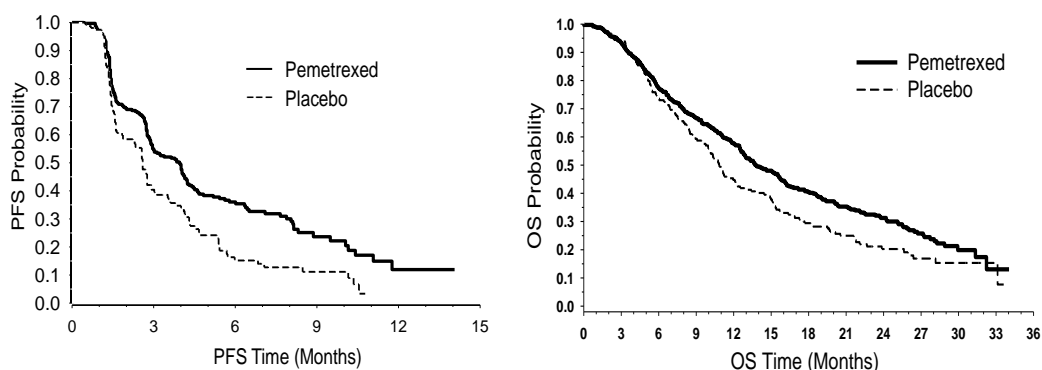 PFS Probability
1.0
0.9
0.8
0.7
0.6
0.5
0.4
0.3
0.2
0.1
0.0
Pemetrexed
Placebo
0 3 6 9 12 15
PFS Time (Months)
OS Probability
1.0
0.9
0.8
0.7
0.6
0.5
0.4
0.3
0.2
0.1
0.0
Pemetrexed
Placebo
0 3 6 9 12 15 18 21 24 27 30 33 36
OS Time (Months)